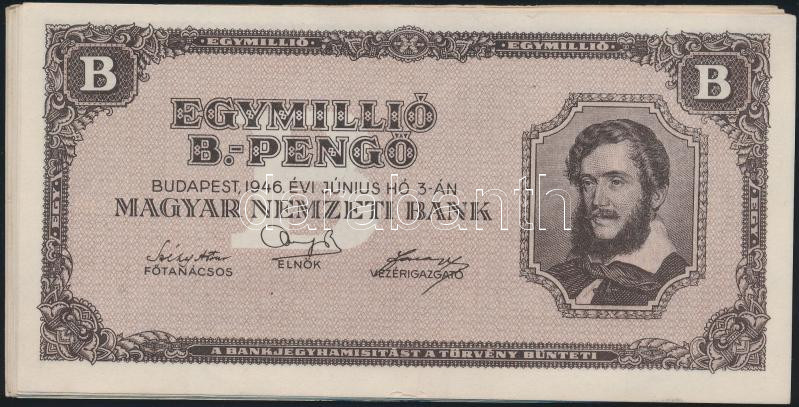 · EGYMILLIÓ · · EGYMILLIÓ ·
B B
EGYMILLIÓ
B.-PENGŐ
BUDAPEST, 1946. ÉVI JÚNIUS HÓ 3-ÁN
MAGYAR NEMZETI BANK
darabanth
FŐTANÁCSOS ELNÖK VEZÉRIGAZGATÓ
A BANKJEGYHAMISÍTÁST A TÖRVÉNY BÜNTETI